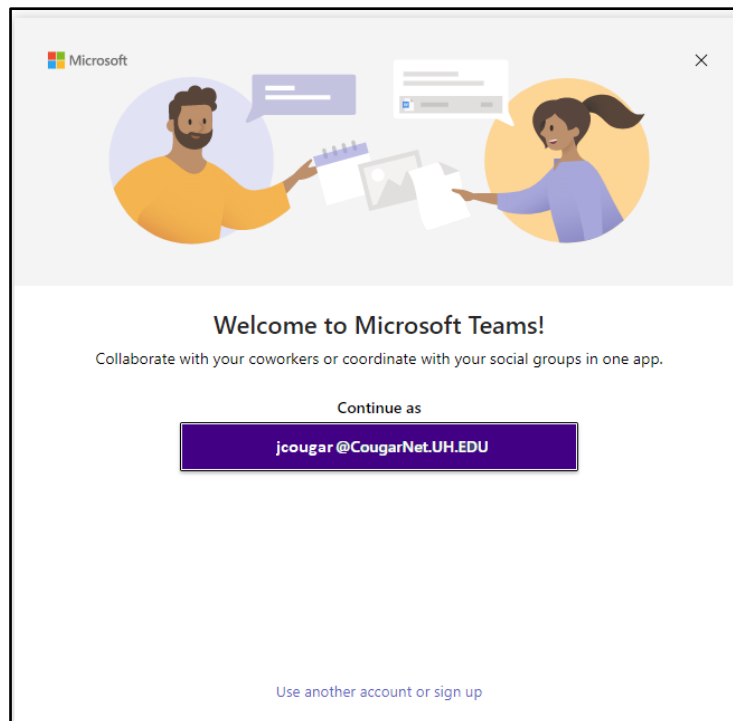 Microsoft
Welcome to Microsoft Teams!
Collaborate with your coworkers or coordinate with your social groups in one app.
Continue as
jcougar @CougarNet.UH.EDU
Use another account or sign up